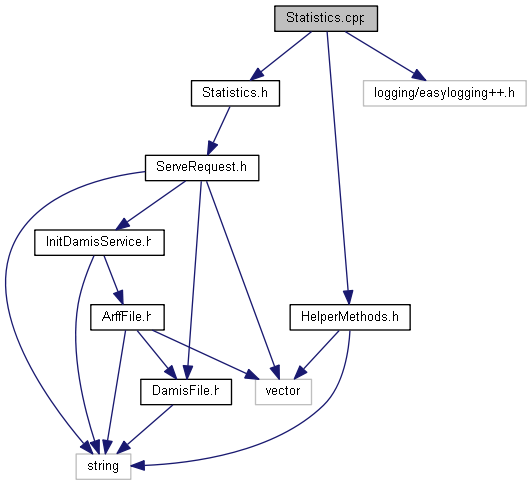 Statistics.cpp
Statistics.h
logging/easylogging++.h
ServeRequest.h
InitDamisService.h
ArffFile.h
HelperMethods.h
DamisFile.h
vector
string